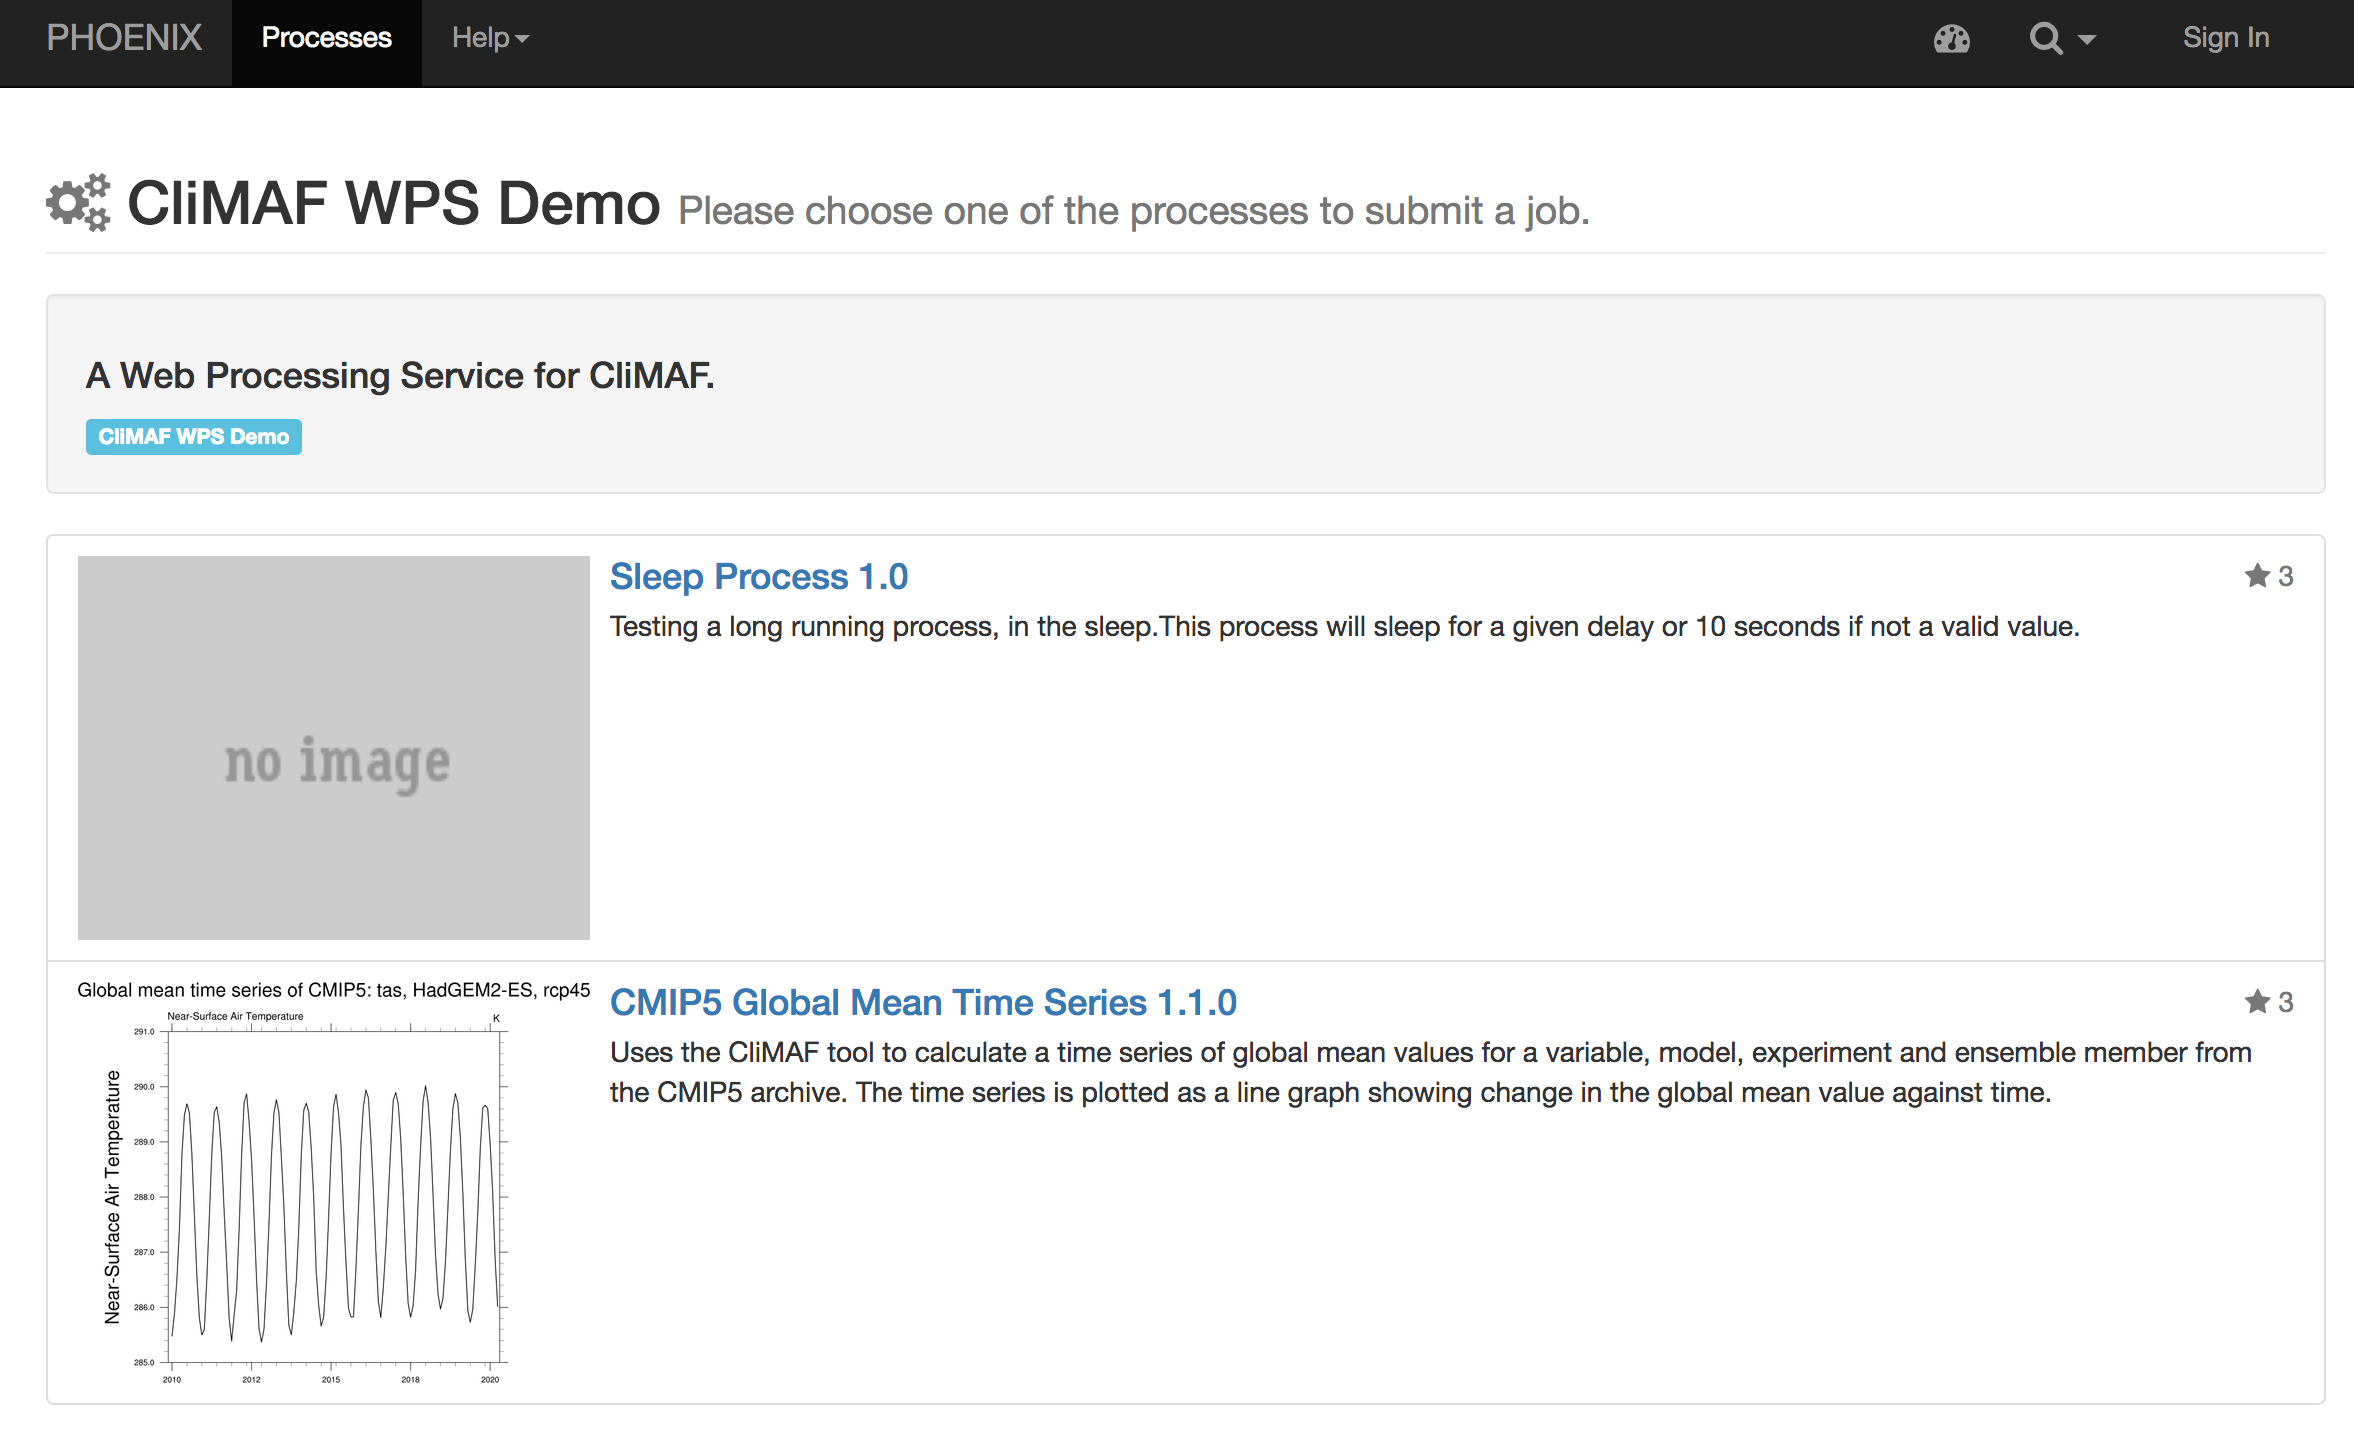 PHOENIX Processes Help Sign In
CliMAF WPS Demo Please choose one of the processes to submit a job.
A Web Processing Service for CliMAF.
CliMAF WPS Demo
no image
Sleep Process 1.0
3
Testing a long running process, in the sleep.This process will sleep for a given delay or 10 seconds if not a valid value.
Global mean time series of CMIP5: tas, HadGEM2-ES, rcp45
Near-Surface Air Temperature K
Near-Surface Air Temperature
291.0
290.0
289.0
288.0
287.0
286.0
285.0
2010 2012 2015 2018 2020
CMIP5 Global Mean Time Series 1.1.0
3
Uses the CliMAF tool to calculate a time series of global mean values for a variable, model, experiment and ensemble member from
the CMIP5 archive. The time series is plotted as a line graph showing change in the global mean value against time.